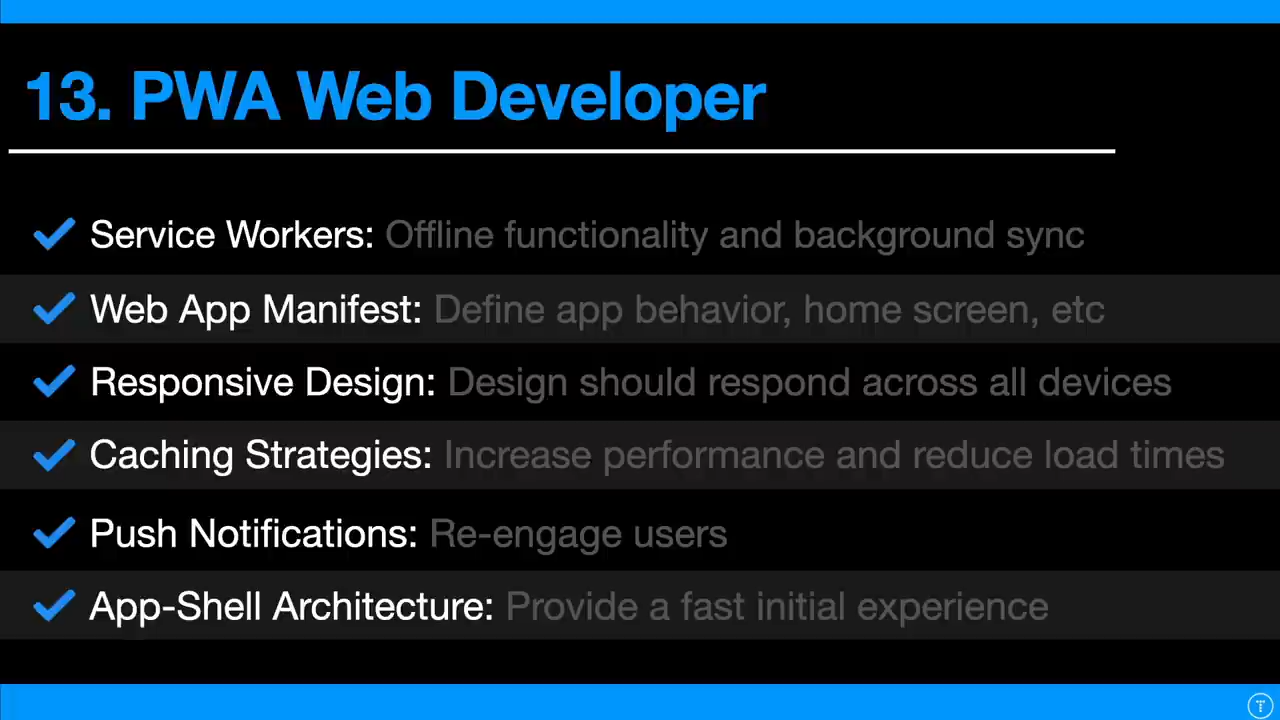 13. PWA Web Developer
Service Workers: Offline functionality and background sync
Web App Manifest: Define app behavior, home screen, etc
Responsive Design: Design should respond across all devices
Caching Strategies: Increase performance and reduce load times
Push Notifications: Re-engage users
App-Shell Architecture: Provide a fast initial experience
T